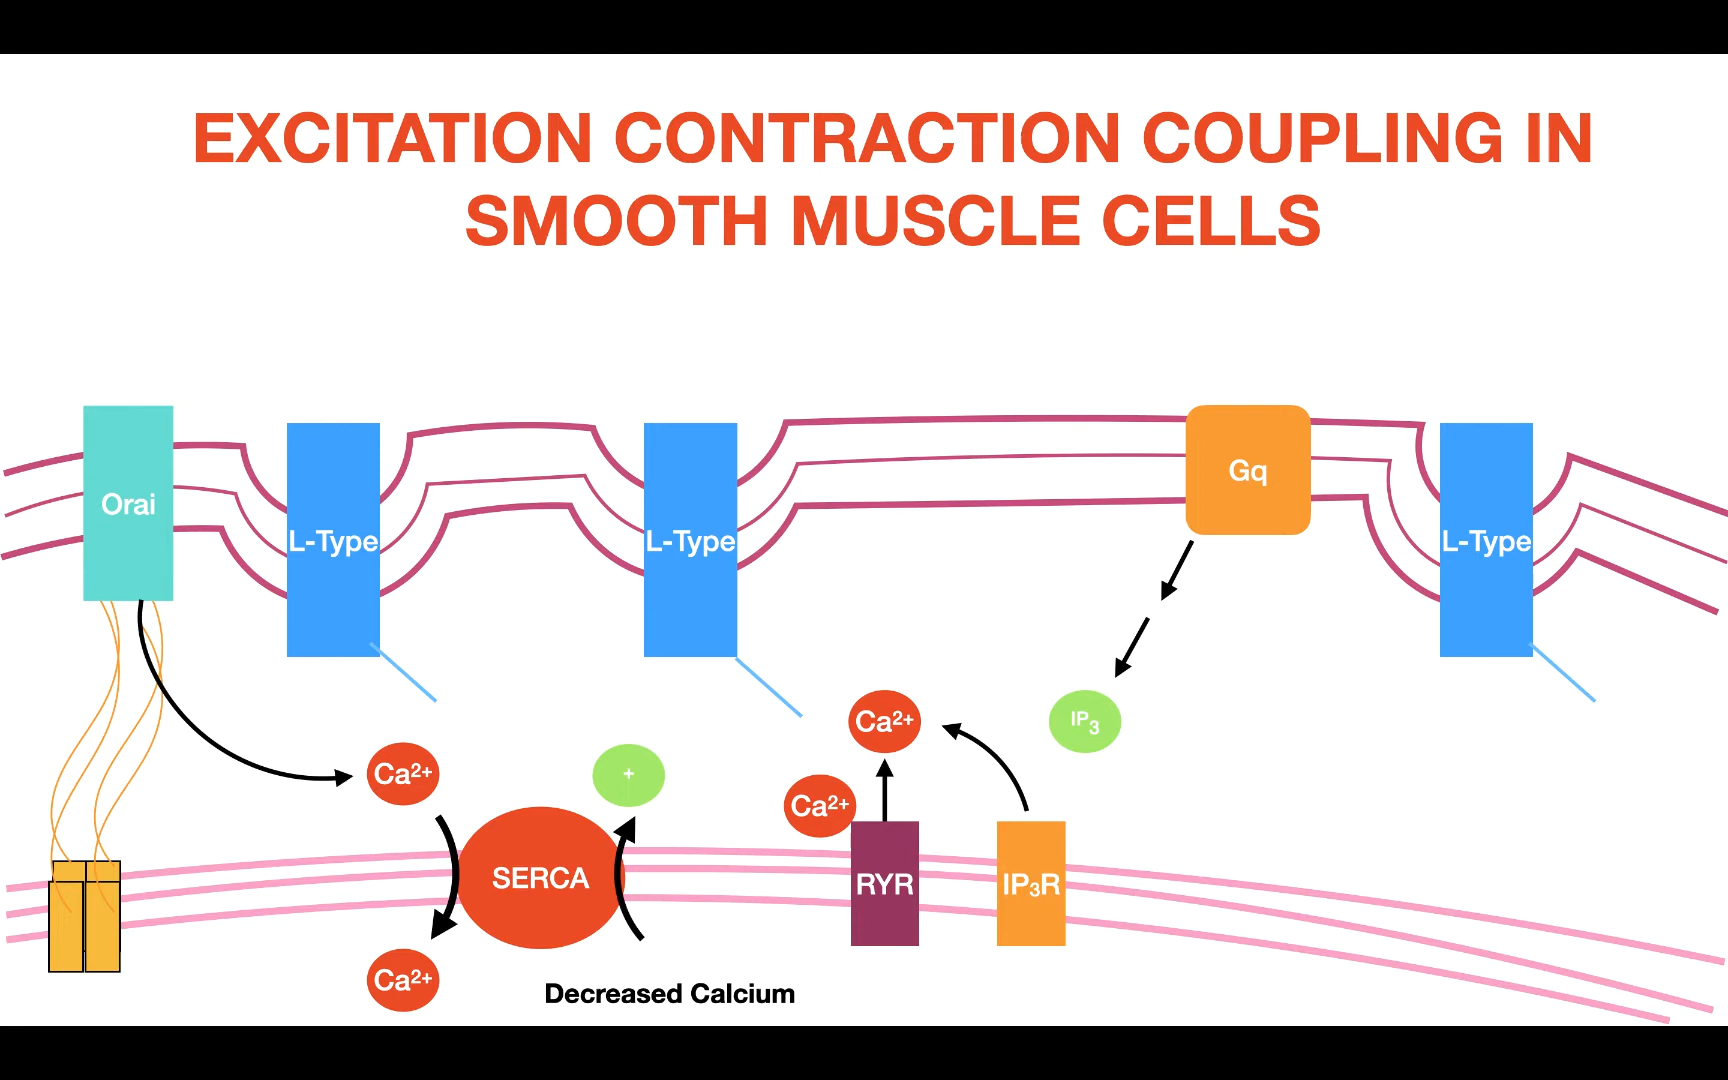 EXCITATION CONTRACTION COUPLING IN
SMOOTH MUSCLE CELLS
Orai
L-Type
L-Type
Gq
L-Type
Ca²⁺
IP₃
Ca²⁺
+
Ca²⁺
SERCA
RYR
IP₃R
Ca²⁺
Decreased Calcium